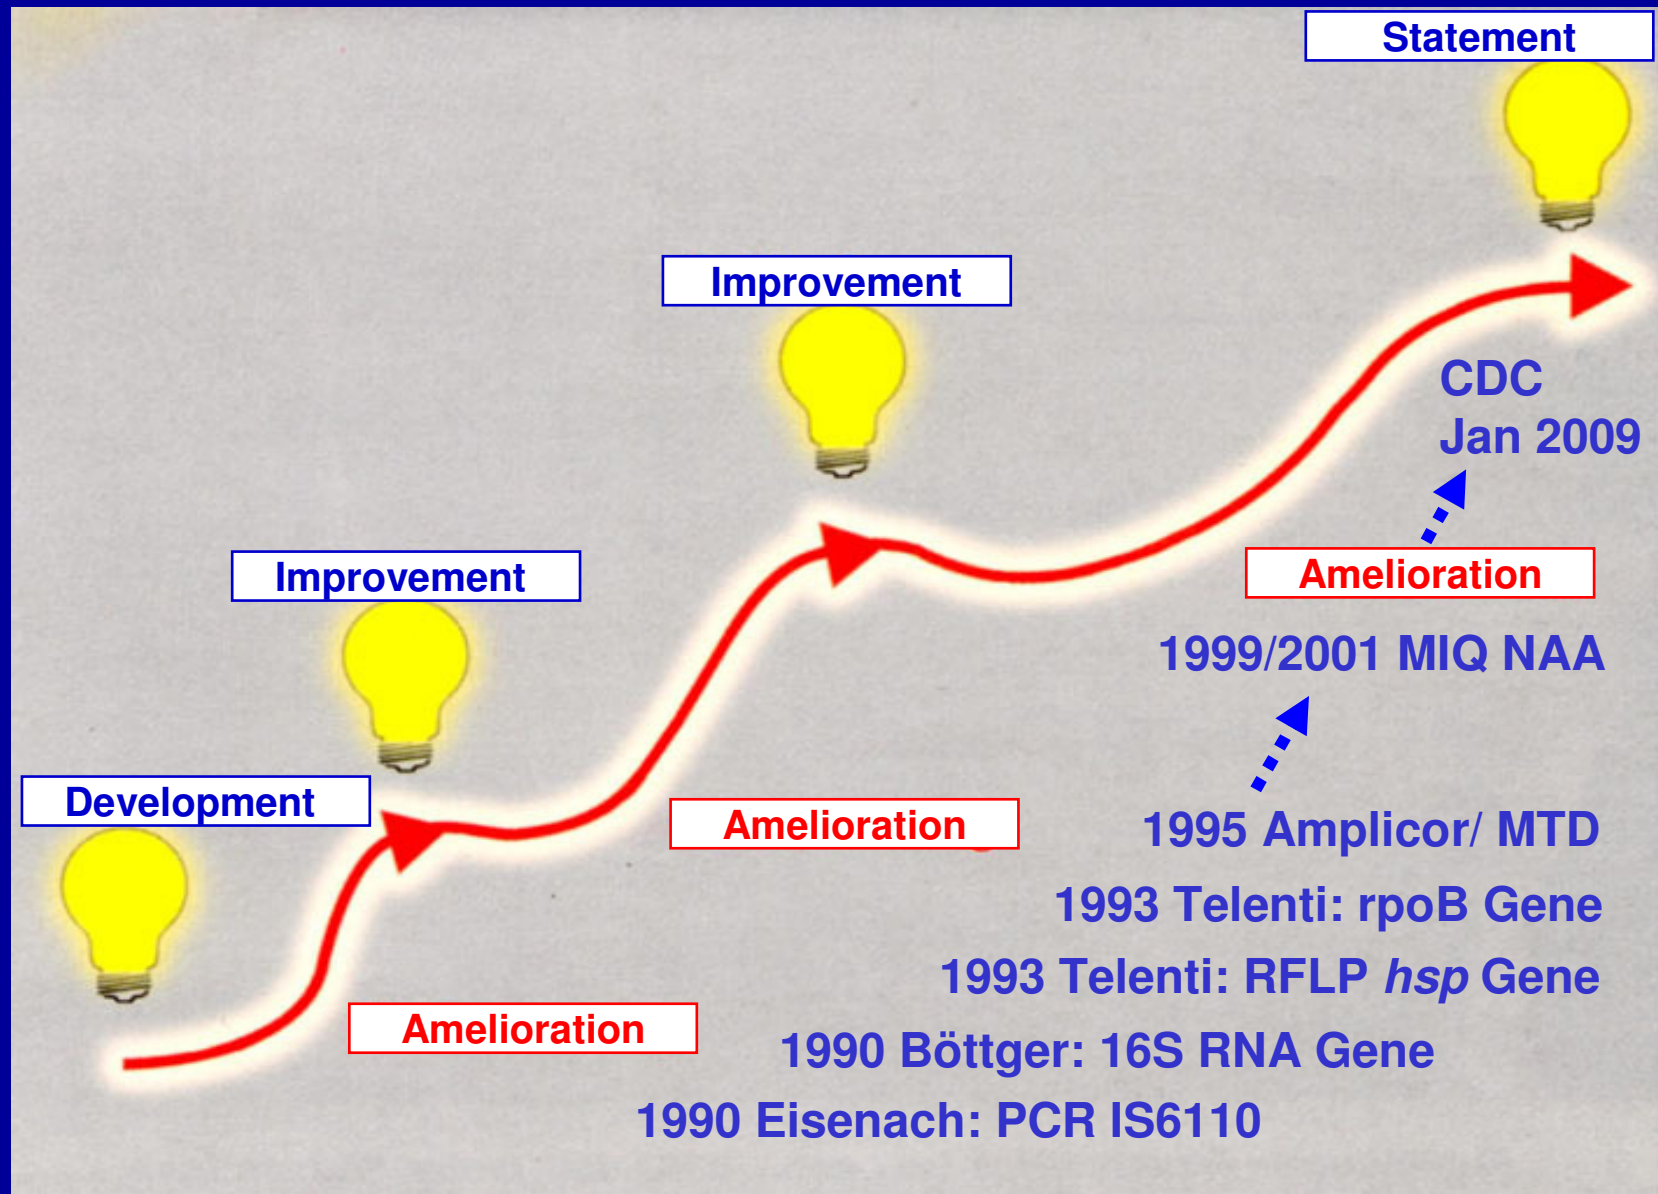 Statement
Improvement
CDC
Jan 2009
Improvement
Amelioration
1999/2001 MIQ NAA
Development
Amelioration
1995 Amplicor/ MTD
1993 Telenti: rpoB Gene
1993 Telenti: RFLP hsp Gene
Amelioration
1990 Böttger: 16S RNA Gene
1990 Eisenach: PCR IS6110